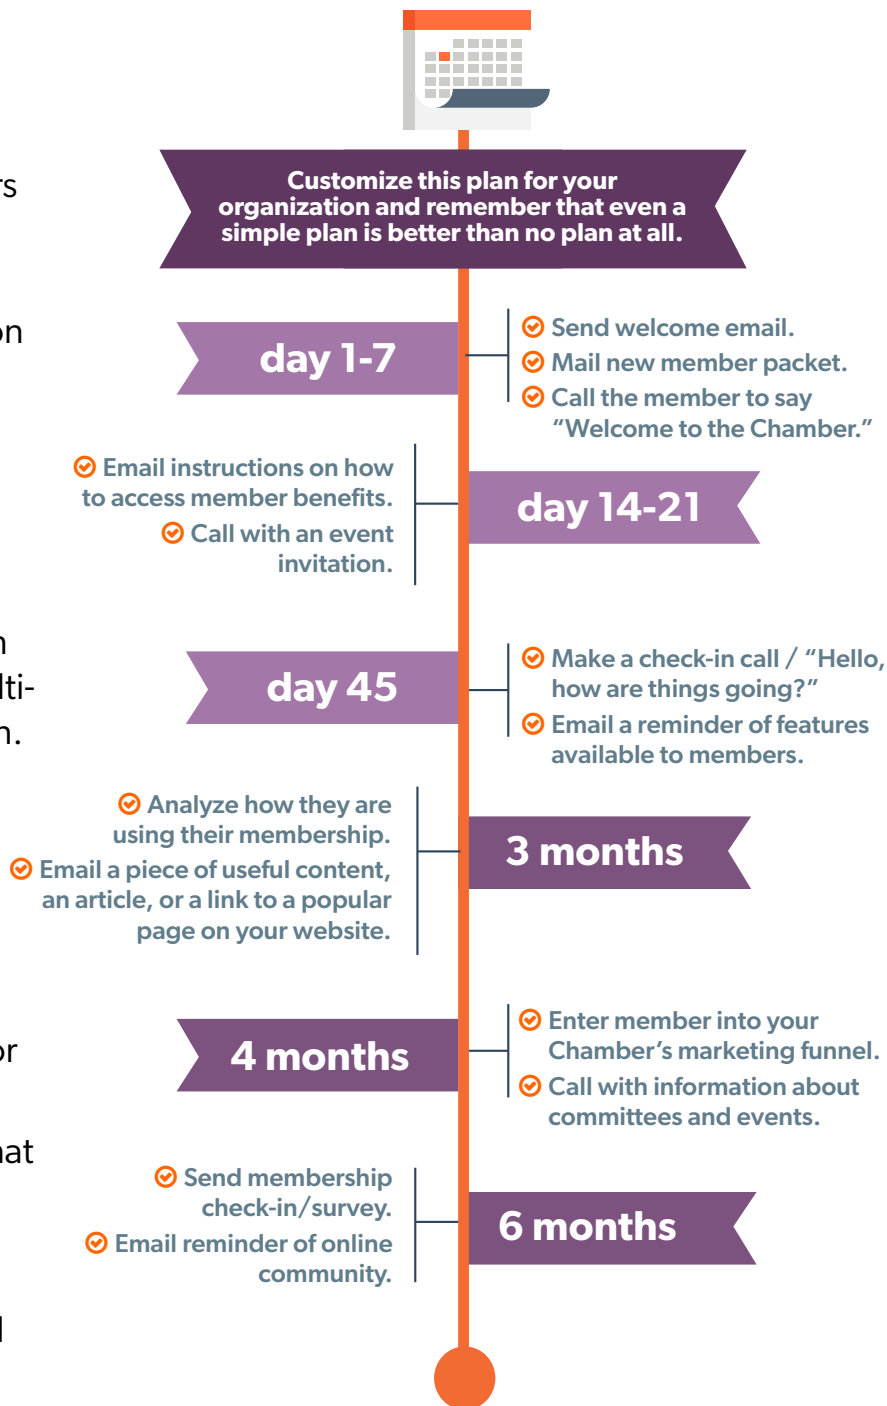 Customize this plan for your
organization and remember that even a
simple plan is better than no plan at all.
day 1-7
Send welcome email.
Mail new member packet.
Call the member to say
“Welcome to the Chamber.”
day 14-21
Email instructions on how
to access member benefits.
Call with an event
invitation.
day 45
Make a check-in call / “Hello,
how are things going?”
Email a reminder of features
available to members.
3 months
Analyze how they are
using their membership.
Email a piece of useful content,
an article, or a link to a popular
page on your website.
4 months
Enter member into your
Chamber’s marketing funnel.
Call with information about
committees and events.
6 months
Send membership
check-in/survey.
Email reminder of online
community.